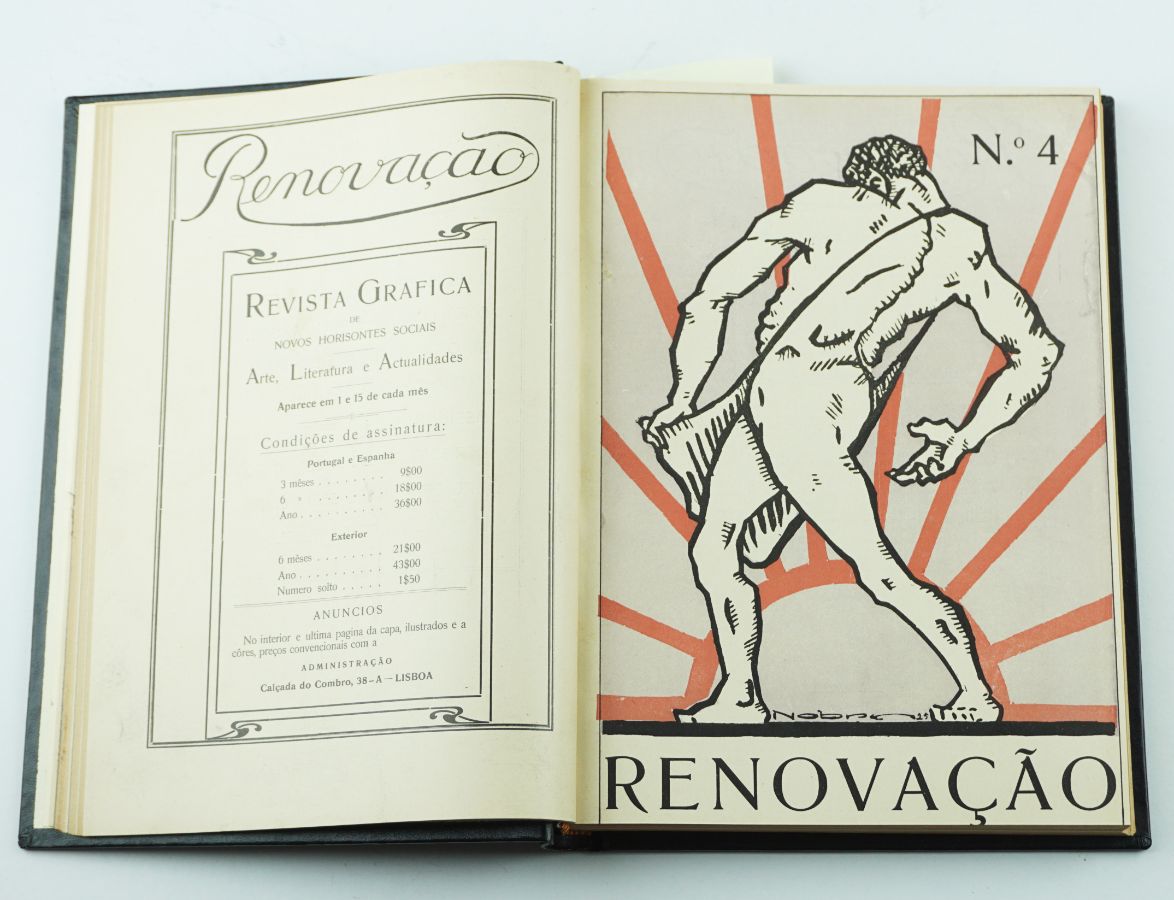 Renovação
REVISTA GRAFICA
DE
NOVOS HORISONTES SOCIAIS
Arte, Literatura e Actualidades
Aparece em 1 e 15 de cada mês
Condições de assinatura:
Portugal e Espanha
3 mêses . . . . . . . . 9$00
6 » . . . . . . . . 18$00
Ano. . . . . . . . . . 36$00
Exterior
6 mêses . . . . . . . . 21$00
Ano . . . . . . . . . . 43$00
Numero solto . . . . . 1$50
ANUNCIOS
No interior e ultima pagina da capa, ilustrados e a
côres, preços convencionais com a
ADMINISTRAÇÃO
Calçada do Combro, 38-A — LISBOA
N.º 4
RENOVAÇÃO